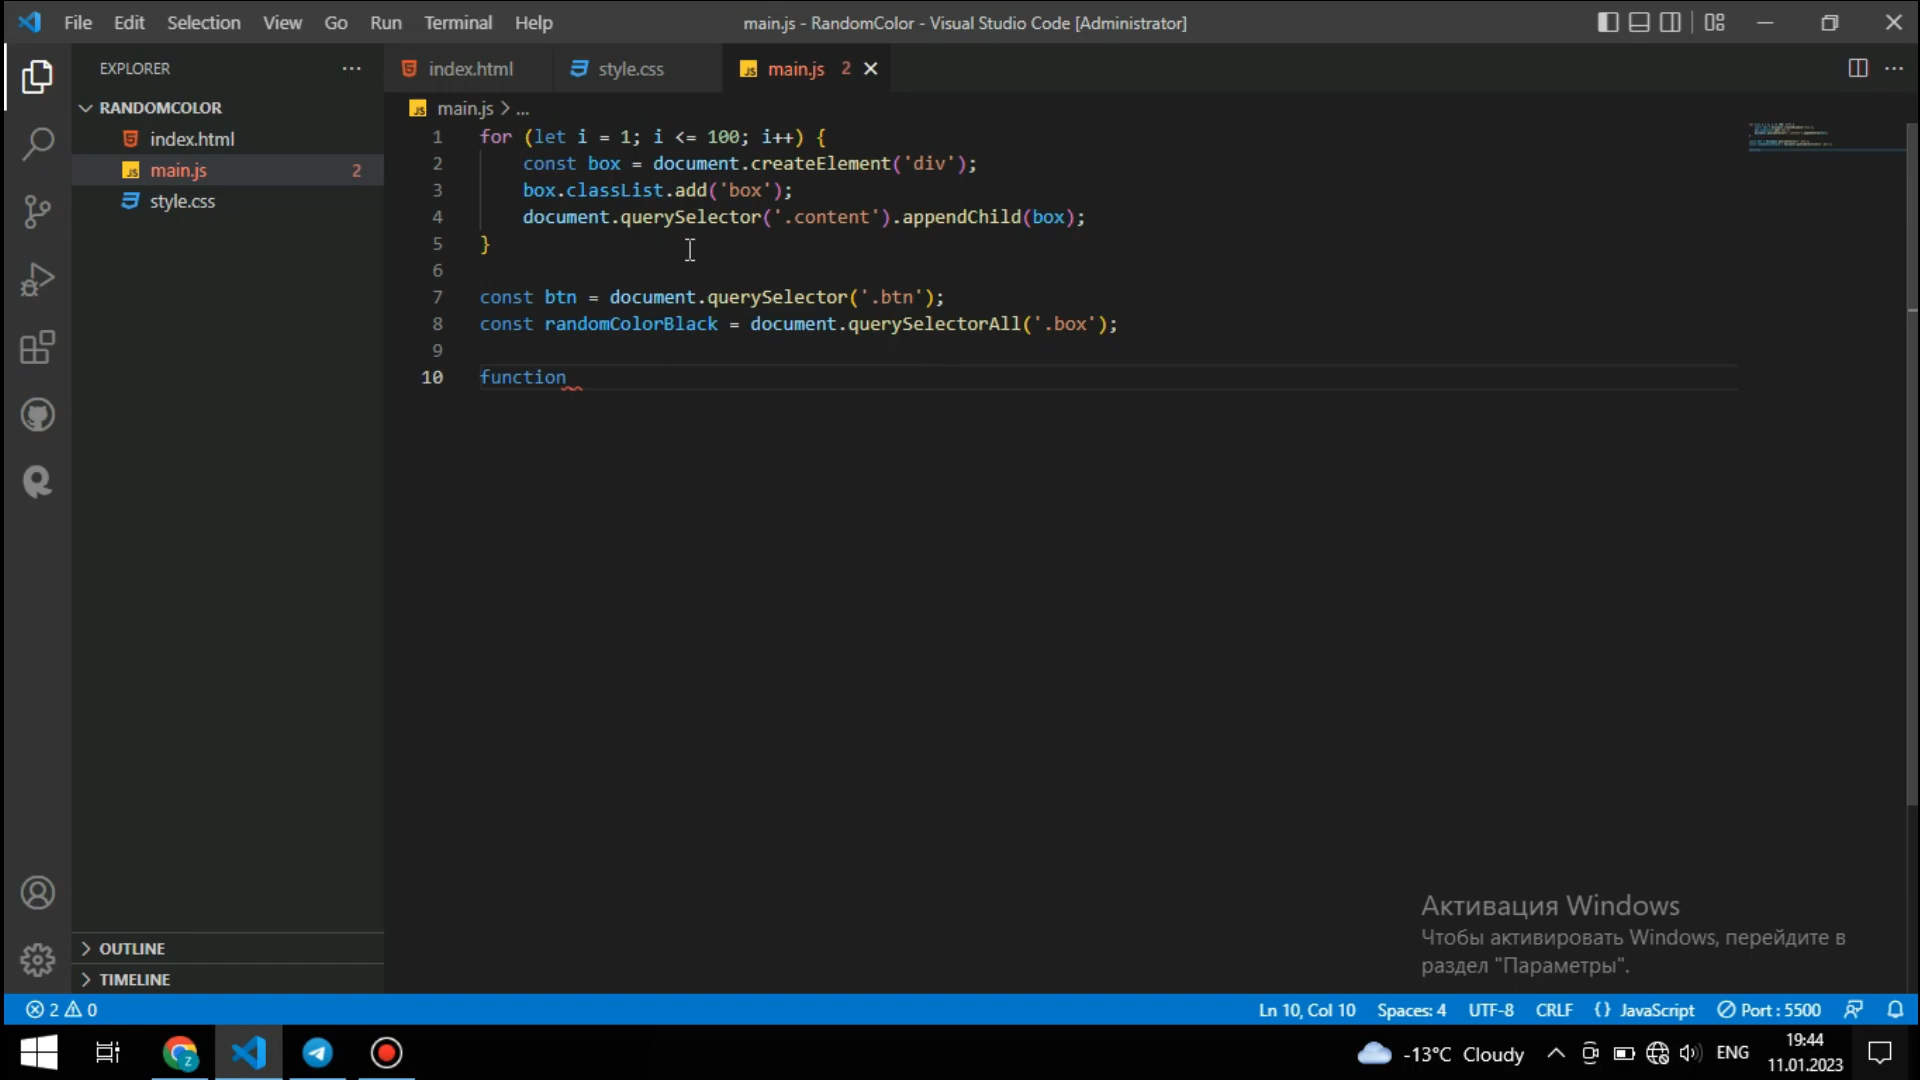 File Edit Selection View Go Run Terminal Help
main.js - RandomColor - Visual Studio Code [Administrator]
EXPLORER
index.html
style.css
main.js 2
RANDOMCOLOR
main.js > ...
index.html
main.js 2
style.css
1 for (let i = 1; i <= 100; i++) {
2 const box = document.createElement('div');
3 box.classList.add('box');
4 document.querySelector('.content').appendChild(box);
5 }
6
7 const btn = document.querySelector('.btn');
8 const randomColorBlack = document.querySelectorAll('.box');
9
10 function
OUTLINE
TIMELINE
Активация Windows
Чтобы активировать Windows, перейдите в
раздел "Параметры".
2 0
Ln 10, Col 10 Spaces: 4 UTF-8 CRLF {} JavaScript Port : 5500
-13°C Cloudy
ENG
19:44
11.01.2023